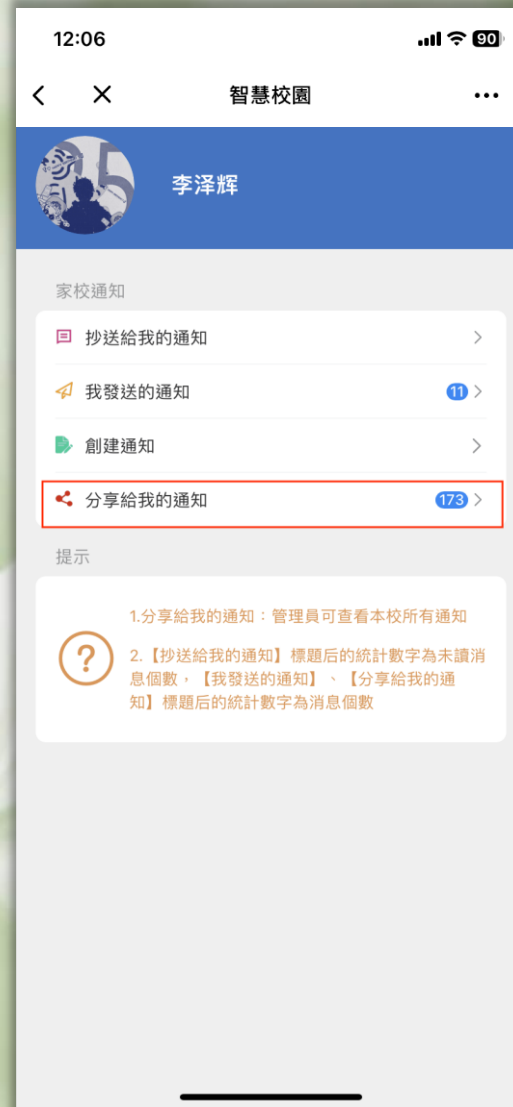 12:06
90
智慧校園
李泽辉
家校通知
抄送給我的通知
我發送的通知 11
創建通知
分享給我的通知 173
提示
1.分享給我的通知：管理員可查看本校所有通知
2.【抄送給我的通知】標題后的統計數字為未讀消
息個數，【我發送的通知】、【分享給我的通
知】標題后的統計數字為消息個數